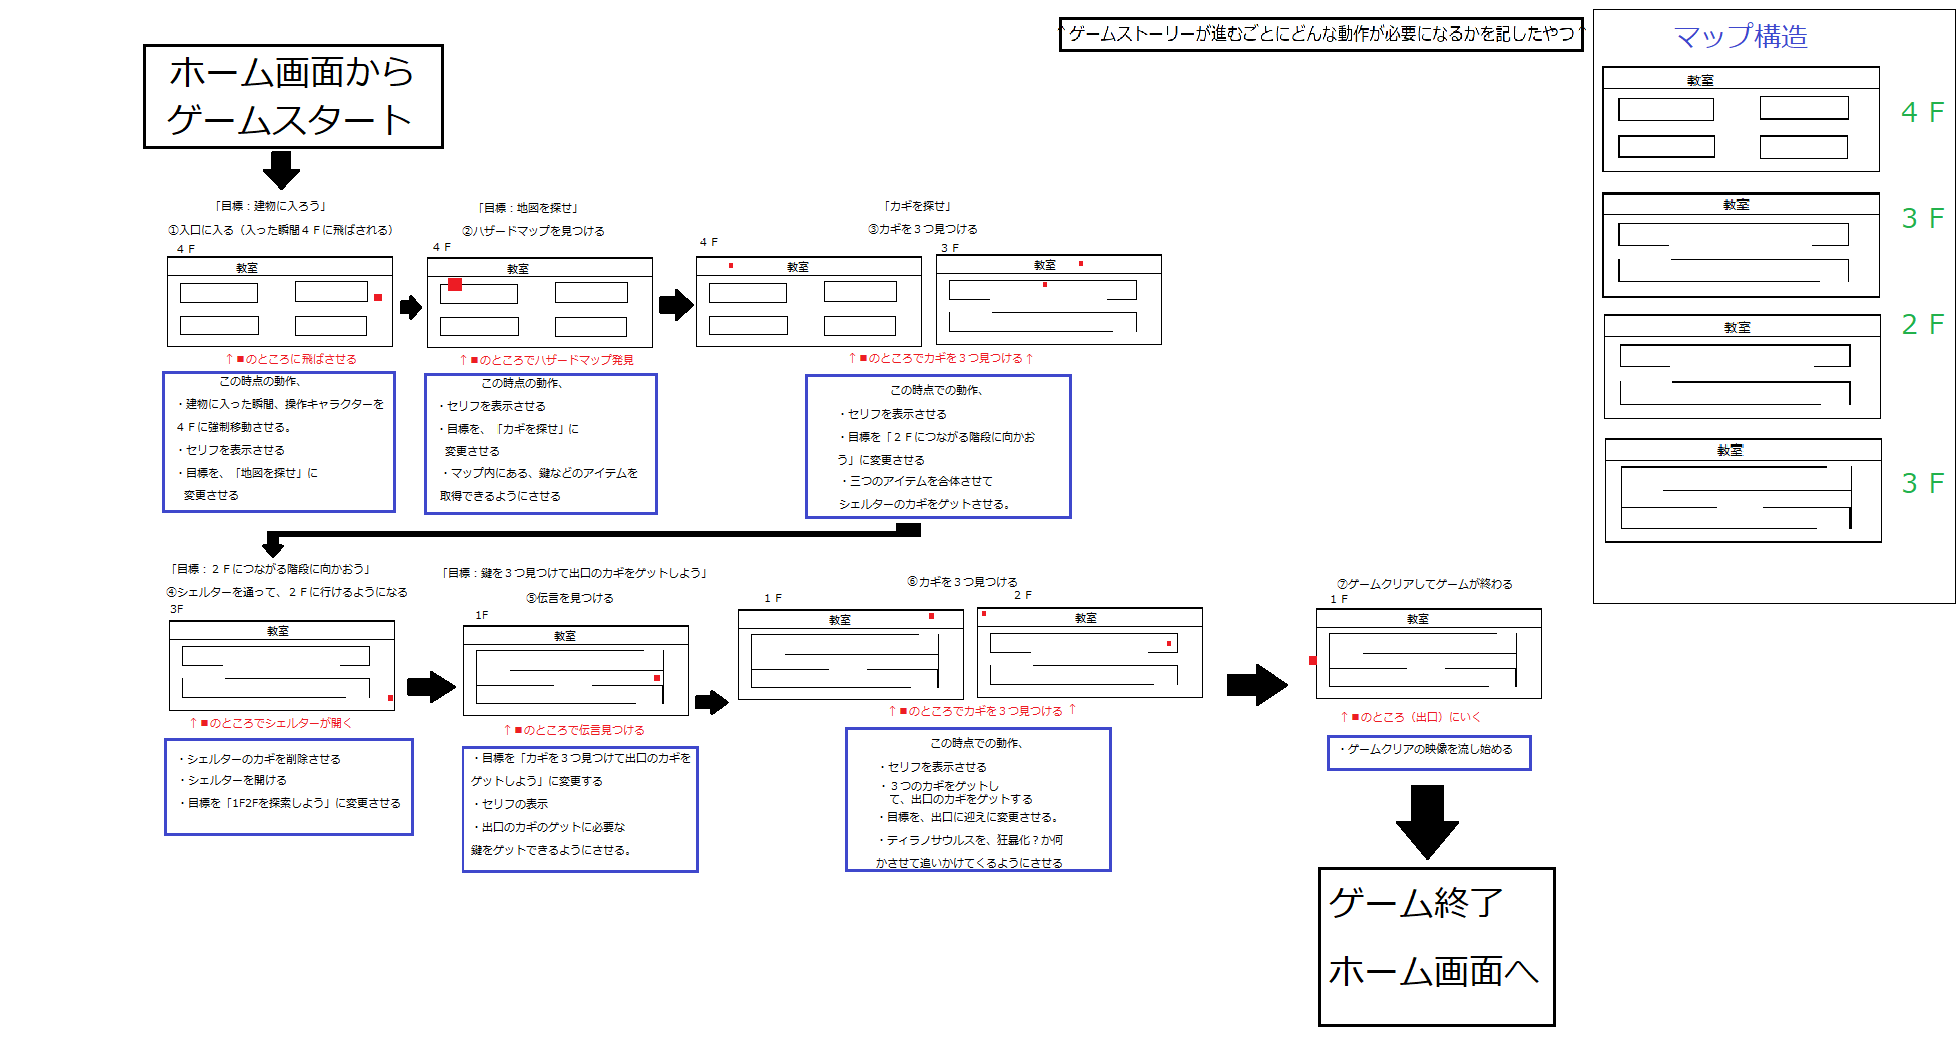 ↑ゲームストーリーが進むごとにどんな動作が必要になるかを記したやつ↑
ホーム画面から
ゲームスタート
「目標：建物に入ろう」
①入口に入る（入った瞬間４Ｆに飛ばされる）
４Ｆ
教室
↑■のところに飛ばさせる
この時点の動作、
・建物に入った瞬間、操作キャラクターを
４Ｆに強制移動させる。
・セリフを表示させる
・目標を、「地図を探せ」に
変更させる
「目標：地図を探せ」
②ハザードマップを見つける
４Ｆ
教室
↑■のところでハザードマップ発見
この時点の動作、
・セリフを表示させる
・目標を、「カギを探せ」に
変更させる
・マップ内にある、鍵などのアイテムを
取得できるようにさせる
「カギを探せ」
③カギを３つ見つける
４Ｆ
教室
３Ｆ
教室
↑■のところでカギを３つ見つける↑
この時点での動作、
・セリフを表示させる
・目標を「２Ｆにつながる階段に向かお
う」に変更させる
・三つのアイテムを合体させて
シェルターのカギをゲットさせる。
「目標：２Ｆにつながる階段に向かおう」
④シェルターを通って、２Ｆに行けるようになる
3F
教室
↑■のところでシェルターが開く
・シェルターのカギを削除させる
・シェルターを開ける
・目標を「1F2Fを探索しよう」に変更させる
「目標：鍵を３つ見つけて出口のカギをゲットしよう」
⑤伝言を見つける
1F
教室
↑■のところで伝言見つける
・目標を「カギを３つ見つけて出口のカギを
ゲットしよう」に変更する
・セリフの表示
・出口のカギのゲットに必要な
鍵をゲットできるようにさせる。
⑥カギを３つ見つける
１Ｆ
教室
２Ｆ
教室
↑■のところでカギを３つ見つける ↑
この時点での動作、
・セリフを表示させる
・３つのカギをゲットし
て、出口のカギをゲットする
・目標を、出口に迎えに変更させる。
・ティラノサウルスを、狂暴化？か何
かさせて追いかけてくるようにさせる
⑦ゲームクリアしてゲームが終わる
１Ｆ
教室
↑■のところ（出口）にいく
・ゲームクリアの映像を流し始める
ゲーム終了
ホーム画面へ
マップ構造
教室
４Ｆ
教室
３Ｆ
教室
２Ｆ
教室
３Ｆ